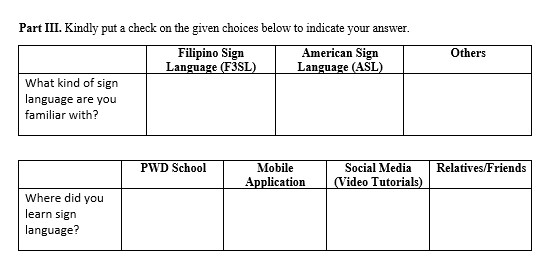 Part III. Kindly put a check on the given choices below to indicate your answer.
Filipino Sign Language (F3SL)
American Sign Language (ASL)
Others
What kind of sign
language are you
familiar with?
PWD School
Mobile Application
Social Media (Video Tutorials)
Relatives/Friends
Where did you
learn sign
language?